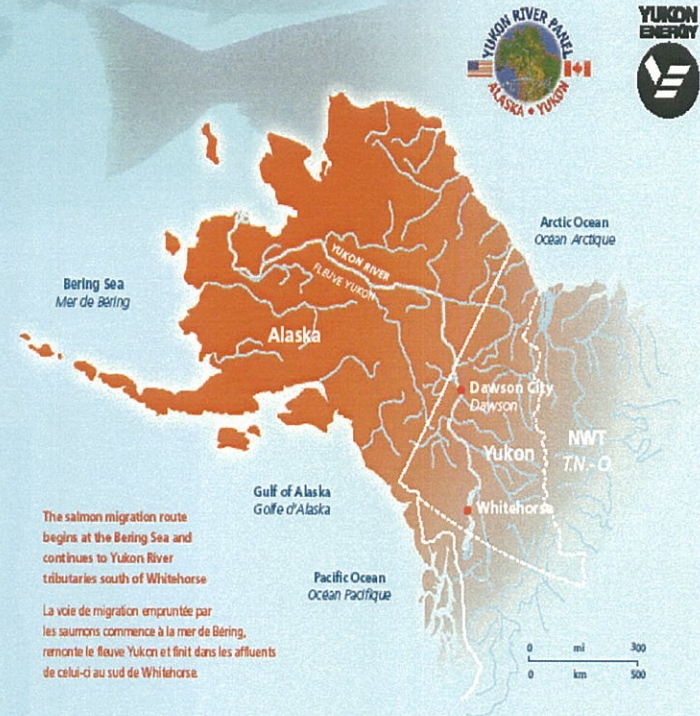 YUKON RIVER PANEL
ALASKA • YUKON
YUKON
ENERGY
Arctic Ocean
Océan Arctique
Bering Sea
Mer de Béring
YUKON RIVER
FLEUVE YUKON
Alaska
Dawson City
Dawson
Yukon
NWT
T.N.-O.
Whitehorse
Gulf of Alaska
Golfe d'Alaska
Pacific Ocean
Océan Pacifique
The salmon migration route
begins at the Bering Sea and
continues to Yukon River
tributaries south of Whitehorse
La voie de migration empruntée par
les saumons commence à la mer de Béring,
remonte le fleuve Yukon et finit dans les affluents
de celui-ci au sud de Whitehorse.
0 mi 300
0 km 500